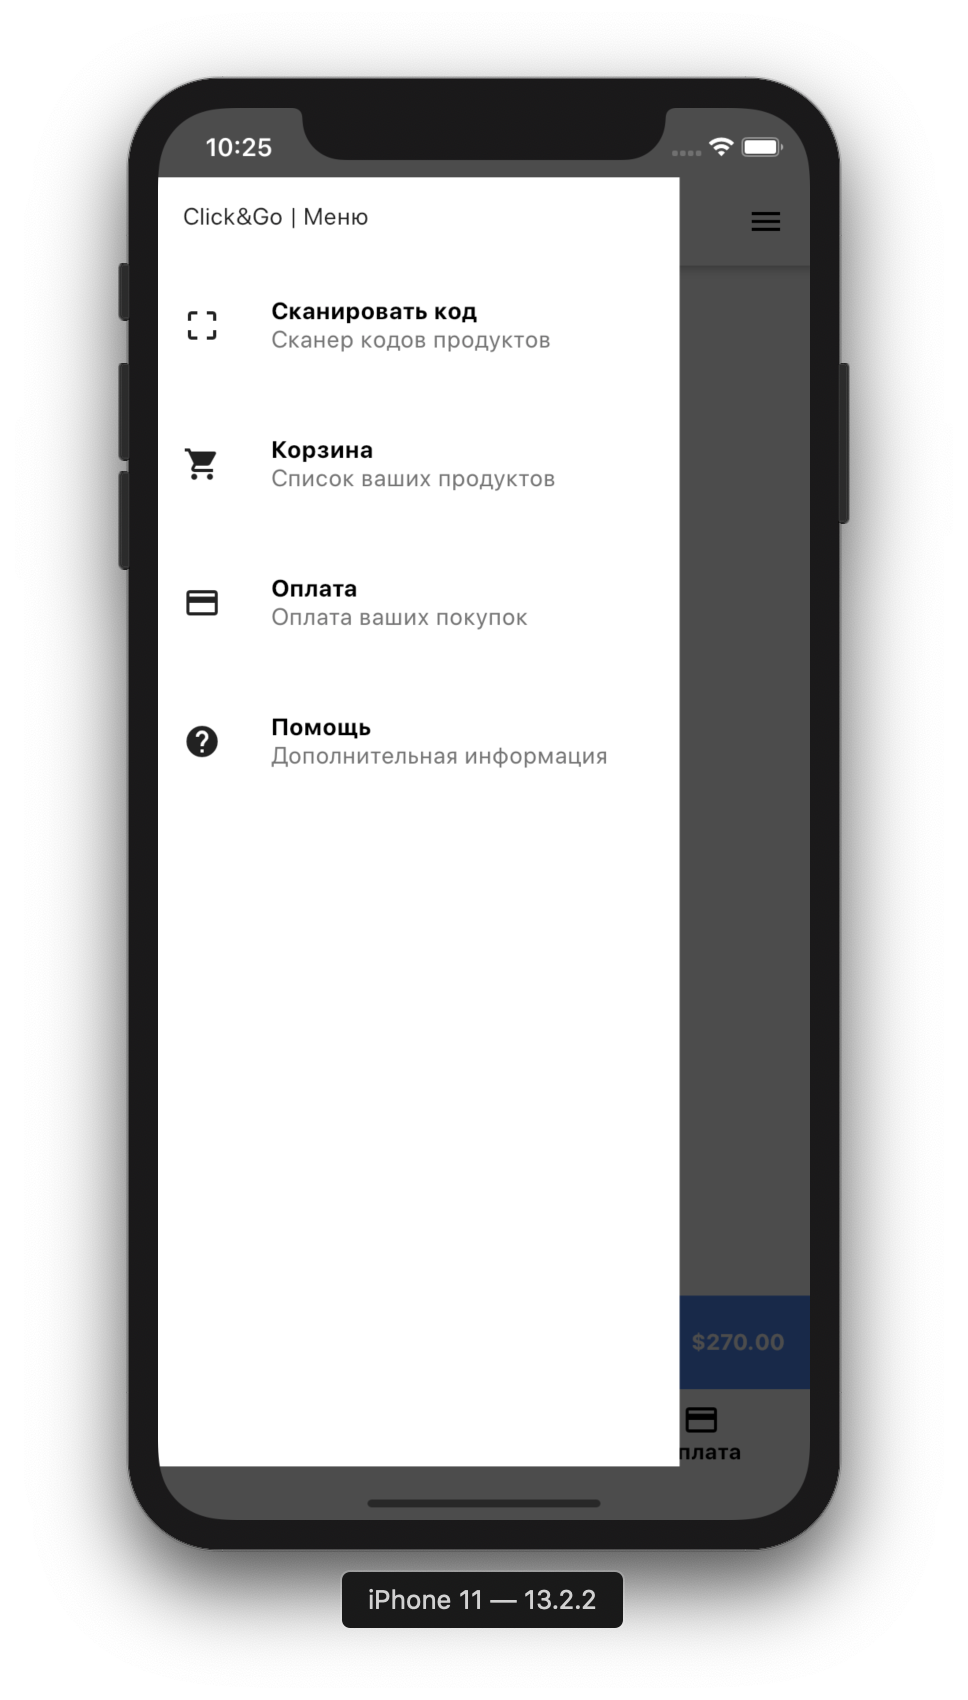 10:25
Click&Go | Меню
Сканировать код
Сканер кодов продуктов
Корзина
Список ваших продуктов
Оплата
Оплата ваших покупок
Помощь
Дополнительная информация
$270.00
плата
iPhone 11 — 13.2.2